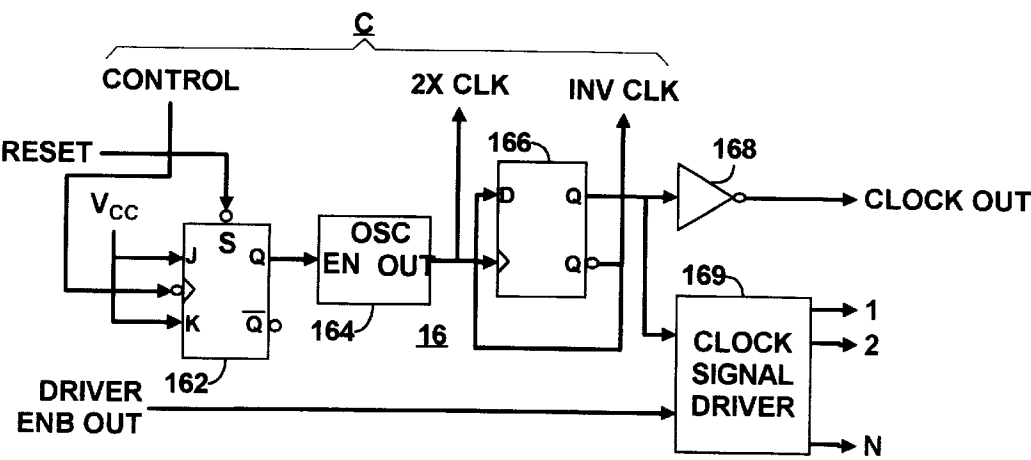 C
CONTROL
2X CLK
INV CLK
RESET
166
168
V_CC
D
Q
CLOCK OUT
S
J
Q
OSC
EN OUT
Q
169
1
K
Q̅
164
16
CLOCK
SIGNAL
DRIVER
2
162
DRIVER
ENB OUT
N